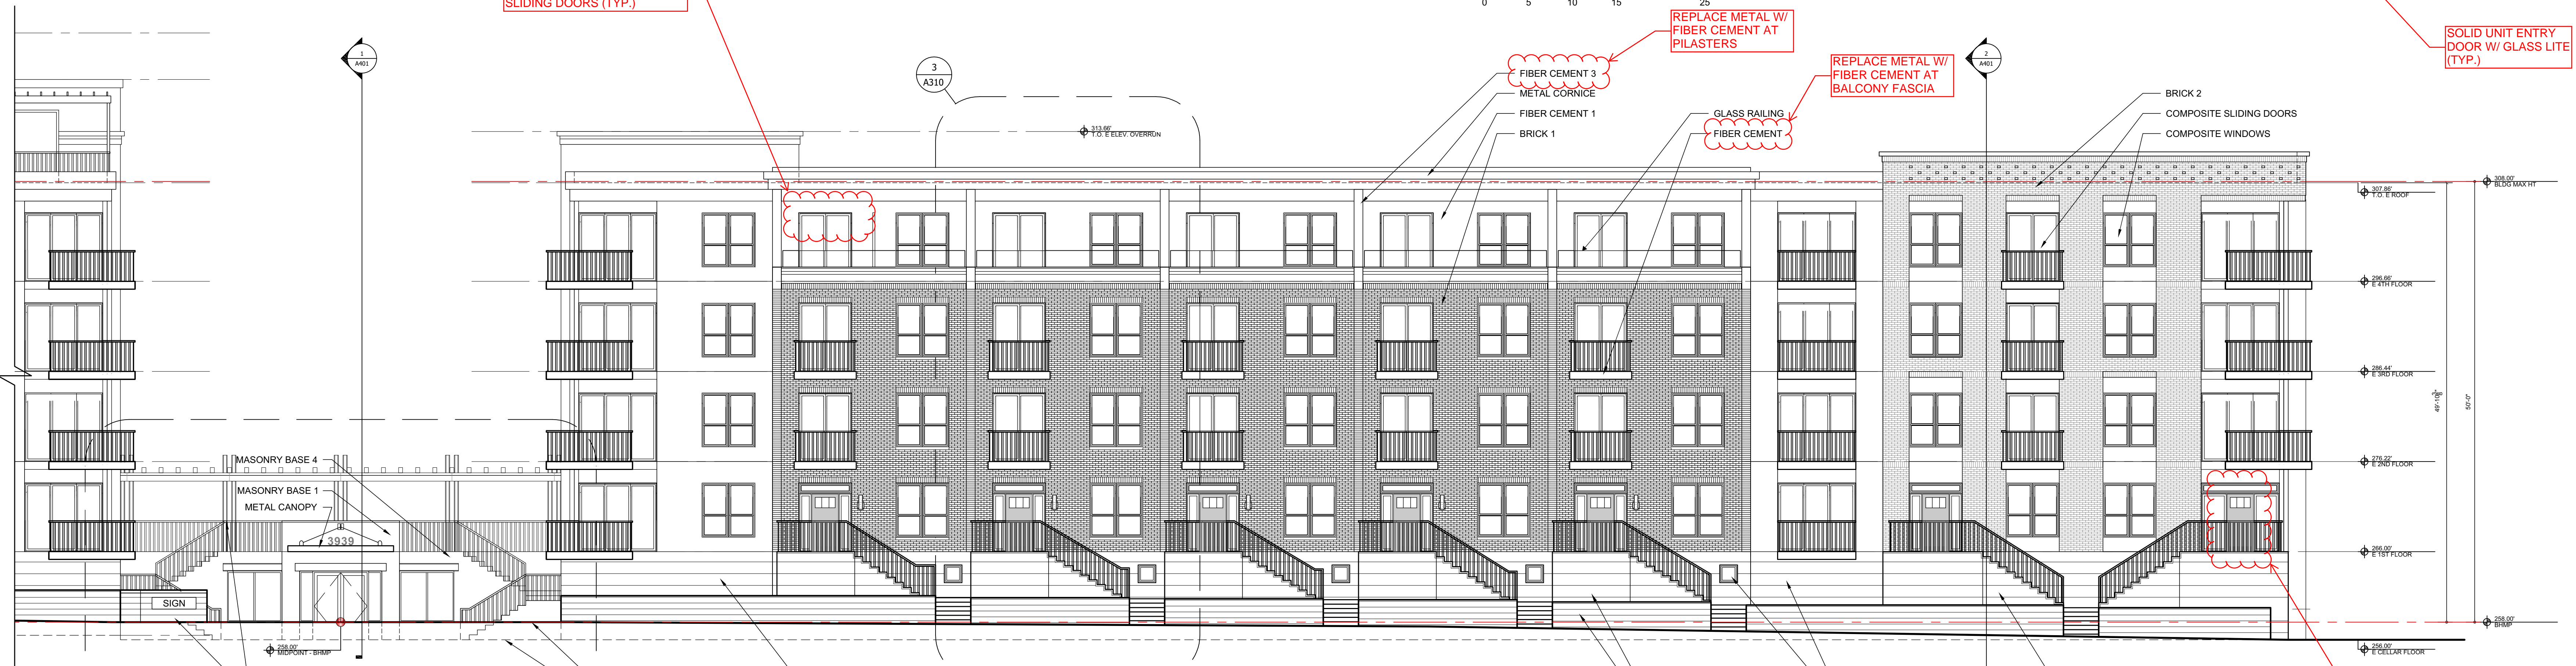 SLIDING DOORS (TYP.)
0 5 10 15 25
REPLACE METAL W/
FIBER CEMENT AT
PILASTERS
REPLACE METAL W/
FIBER CEMENT AT
BALCONY FASCIA
SOLID UNIT ENTRY
DOOR W/ GLASS LITE
(TYP.)
1
A401
3
A310
2
A401
FIBER CEMENT 3
METAL CORNICE
FIBER CEMENT 1
BRICK 1
GLASS RAILING
FIBER CEMENT
BRICK 2
COMPOSITE SLIDING DOORS
COMPOSITE WINDOWS
313.66'
T.O. E ELEV. OVERRUN
308.00'
BLDG MAX HT
307.86'
T.O. E ROOF
296.66'
E 4TH FLOOR
286.44'
E 3RD FLOOR
50'-0"
276.22'
E 2ND FLOOR
266.00'
E 1ST FLOOR
258.00'
BHMP
256.00'
E CELLAR FLOOR
MASONRY BASE 4
MASONRY BASE 1
METAL CANOPY
3939
SIGN
258.00'
MIDPOINT - BHMP